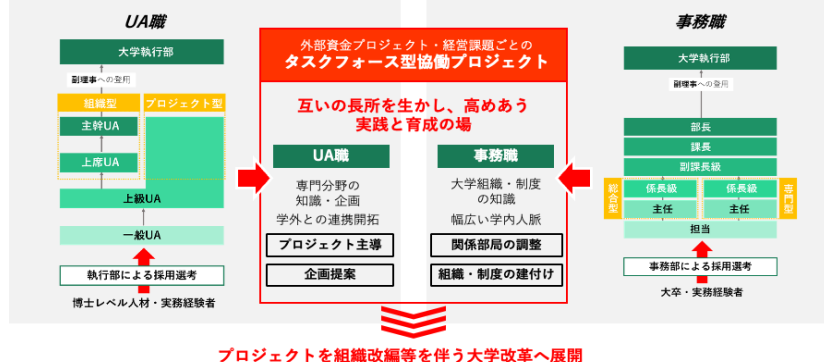 UA職
大学執行部
副理事への登用
組織型
プロジェクト型
主幹UA
上席UA
上級UA
一般UA
執行部による採用選考
博士レベル人材・実務経験者
外部資金プロジェクト・経営課題ごとの
タスクフォース型協働プロジェクト
互いの長所を生かし、高めあう
実践と育成の場
UA職
専門分野の
知識・企画
学外との連携開拓
プロジェクト主導
企画提案
事務職
大学組織・制度
の知識
幅広い学内人脈
関係部局の調整
組織・制度の建付け
事務職
大学執行部
副理事への登用
部長
課長
副課長級
総合型
係長級
主任
係長級
主任
専門型
担当
事務部による採用選考
大卒・実務経験者
プロジェクトを組織改編等を伴う大学改革へ展開